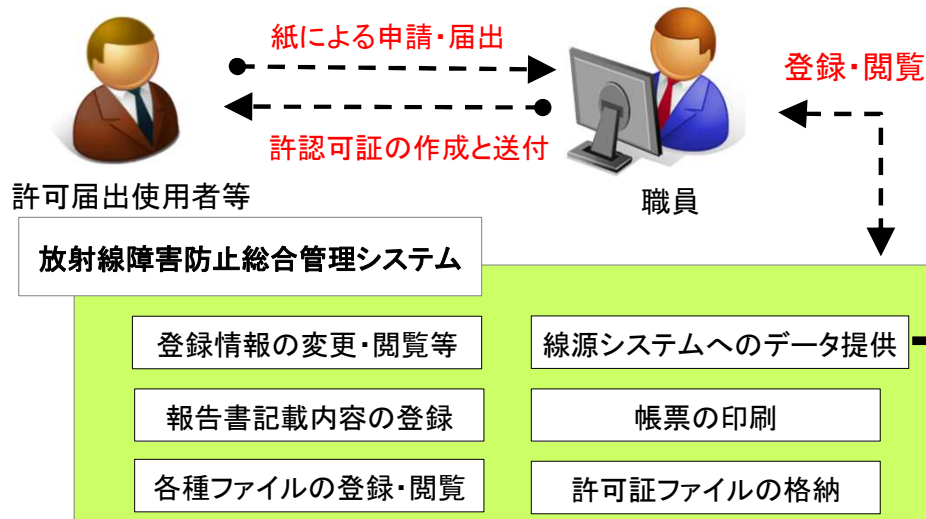 紙による申請・届出
登録・閲覧
許認可証の作成と送付
許可届出使用者等
職員
放射線障害防止総合管理システム
登録情報の変更・閲覧等
線源システムへのデータ提供
報告書記載内容の登録
帳票の印刷
各種ファイルの登録・閲覧
許可証ファイルの格納